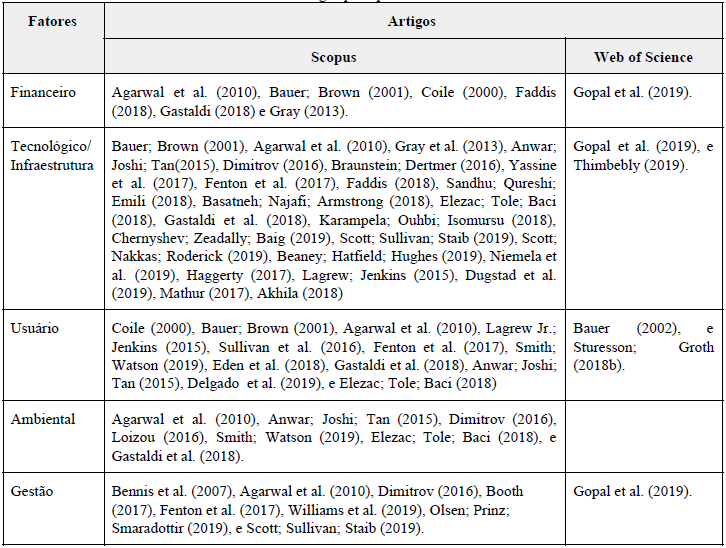 Fatores
Artigos
Scopus
Web of Science
Financeiro
Agarwal et al. (2010), Bauer; Brown (2001), Coile (2000), Faddis
(2018), Gastaldi (2018) e Gray (2013).
Gopal et al. (2019).
Tecnológico/
Infraestrutura
Bauer; Brown (2001), Agarwal et al. (2010), Gray et al. (2013), Anwar;
Joshi; Tan(2015), Dimitrov (2016), Braunstein; Dertmer (2016), Yassine
et al. (2017), Fenton et al. (2017), Faddis (2018), Sandhu; Qureshi;
Emili (2018), Basatneh; Najafi; Armstrong (2018), Elezac; Tole; Baci
(2018), Gastaldi et al. (2018), Karampela; Ouhbi; Isomursu (2018),
Chernyshev; Zeadally; Baig (2019), Scott; Sullivan; Staib (2019), Scott;
Nakkas; Roderick (2019), Beaney; Hatfield; Hughes (2019), Niemela et
al. (2019), Haggerty (2017), Lagrew; Jenkins (2015), Dugstad et al.
(2019), Mathur (2017), Akhila (2018)
Gopal et al. (2019), e
Thimbebly (2019).
Usuário
Coile (2000), Bauer; Brown (2001), Agarwal et al. (2010), Lagrew Jr.;
Jenkins (2015), Sullivan et al. (2016), Fenton et al. (2017), Smith;
Watson (2019), Eden et al. (2018), Gastaldi et al. (2018), Anwar; Joshi;
Tan (2015), Delgado et al. (2019), e Elezac; Tole; Baci (2018)
Bauer (2002), e
Sturesson; Groth
(2018b).
Ambiental
Agarwal et al. (2010), Anwar; Joshi; Tan (2015), Dimitrov (2016),
Loizou (2016), Smith; Watson (2019), Elezac; Tole; Baci (2018), e
Gastaldi et al. (2018).
Gestão
Bennis et al. (2007), Agarwal et al. (2010), Dimitrov (2016), Booth
(2017), Fenton et al. (2017), Williams et al. (2019), Olsen; Prinz;
Smaradottir (2019), e Scott; Sullivan; Staib (2019).
Gopal et al. (2019).